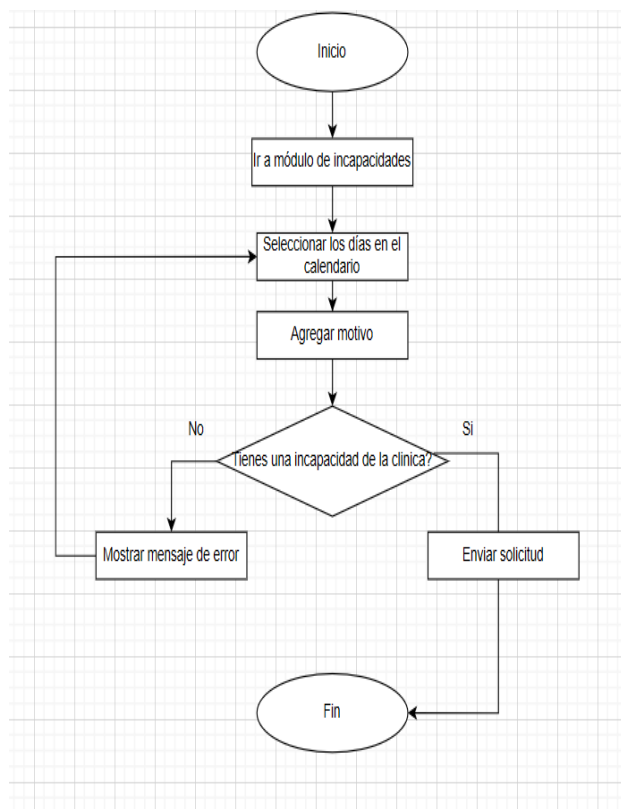 Inicio
Ir a módulo de incapacidades
Seleccionar los días en el
calendario
Agregar motivo
No
Si
Tienes una incapacidad de la clinica?
Mostrar mensaje de error
Enviar solicitud
Fin